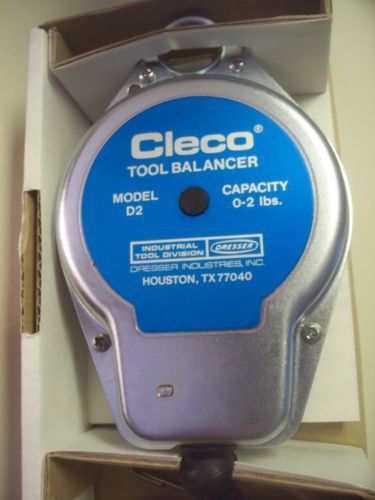 Cleco®
TOOL BALANCER
MODEL D2
CAPACITY 0-2 lbs.
INDUSTRIAL TOOL DIVISION
DRESSER
DRESSER INDUSTRIES, INC.
HOUSTON, TX 77040